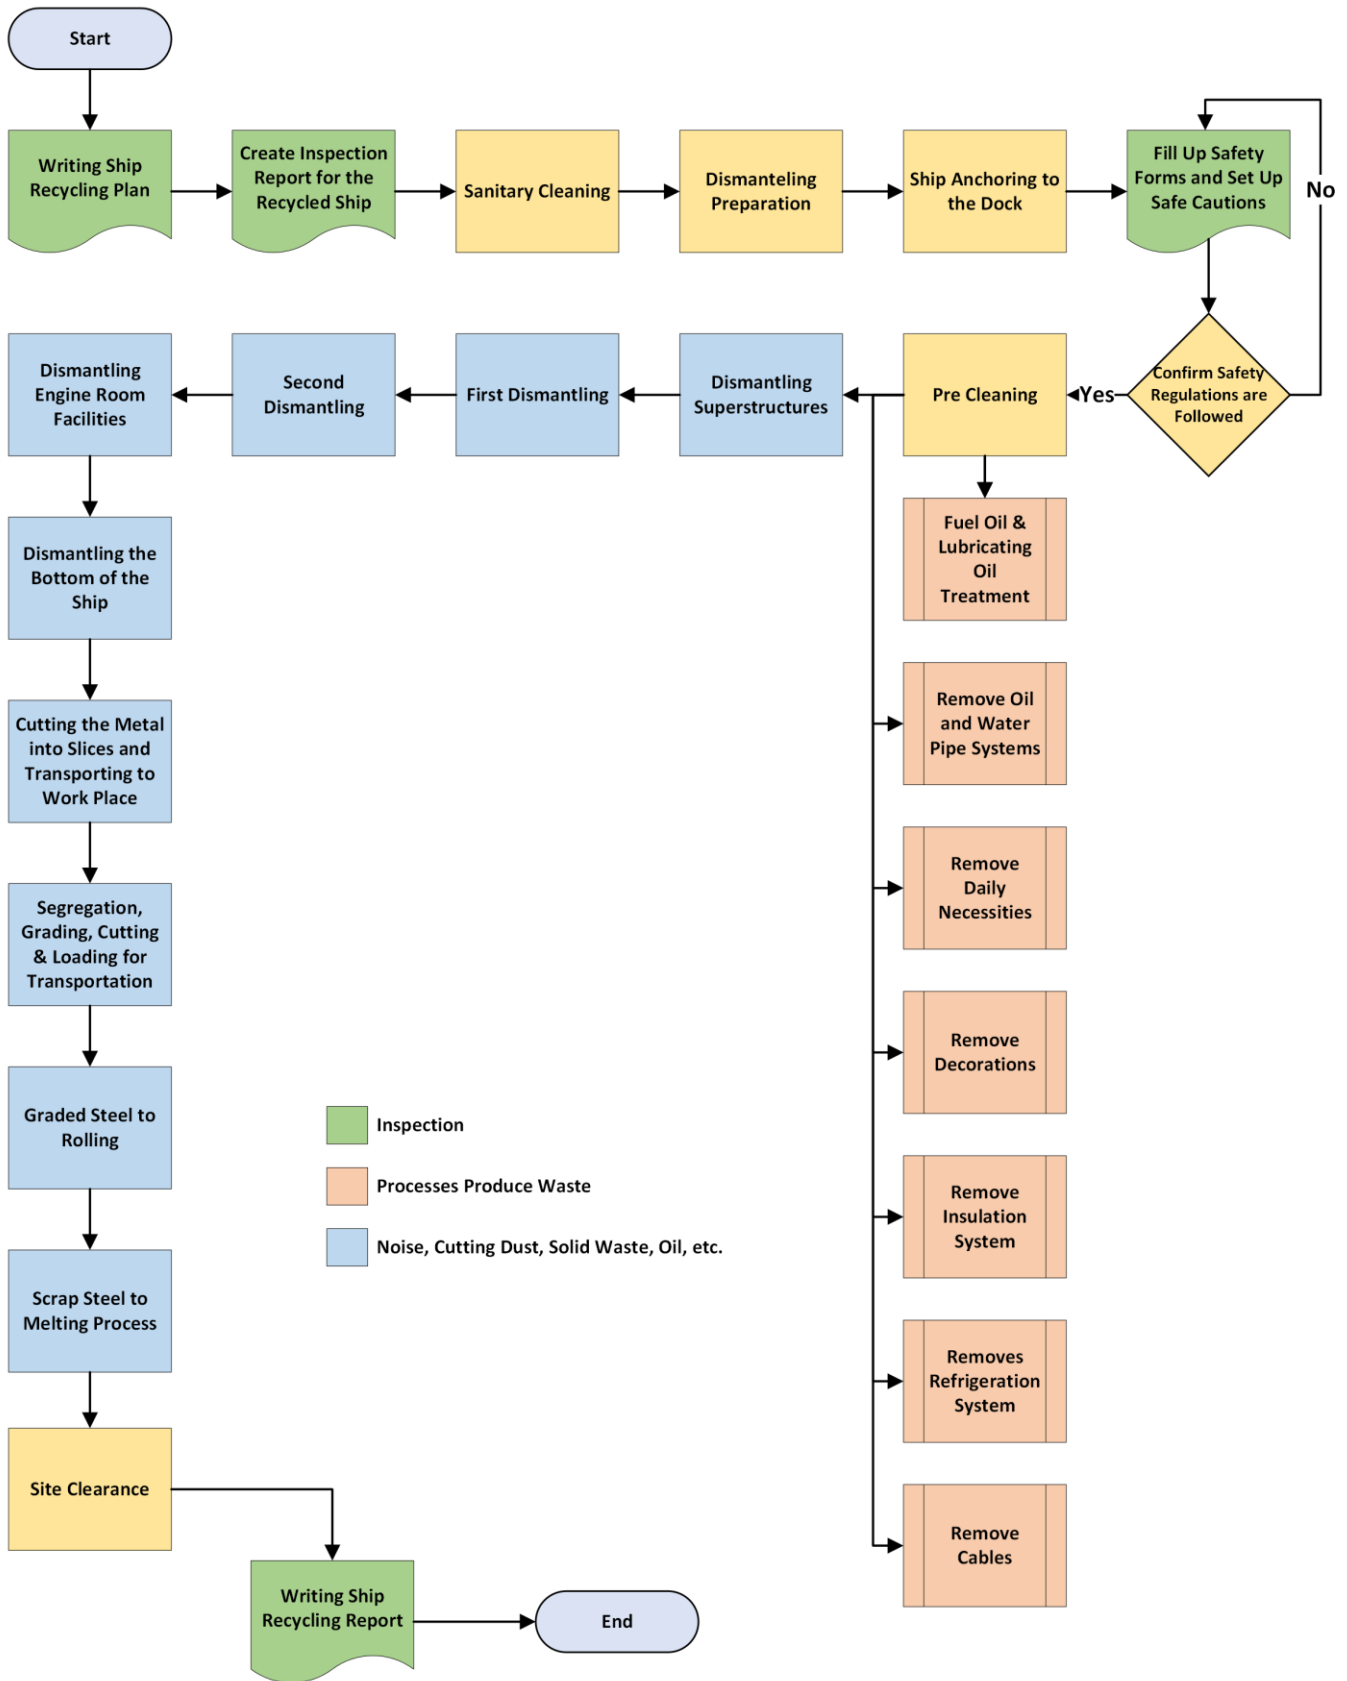 Start
Writing Ship
Recycling Plan
Create Inspection
Report for the
Recycled Ship
Sanitary Cleaning
Dismanteling
Preparation
Ship Anchoring to
the Dock
Fill Up Safety
Forms and Set Up
Safe Cautions
No
Confirm Safety
Regulations are
Followed
Yes
Pre Cleaning
Dismantling
Superstructures
First Dismantling
Second
Dismantling
Dismantling
Engine Room
Facilities
Fuel Oil &
Lubricating
Oil
Treatment
Remove Oil
and Water
Pipe Systems
Remove
Daily
Necessities
Remove
Decorations
Remove
Insulation
System
Removes
Refrigeration
System
Remove
Cables
Dismantling the
Bottom of the
Ship
Cutting the Metal
into Slices and
Transporting to
Work Place
Segregation,
Grading, Cutting
& Loading for
Transportation
Graded Steel to
Rolling
Scrap Steel to
Melting Process
Site Clearance
Writing Ship
Recycling Report
End
Inspection
Processes Produce Waste
Noise, Cutting Dust, Solid Waste, Oil, etc.